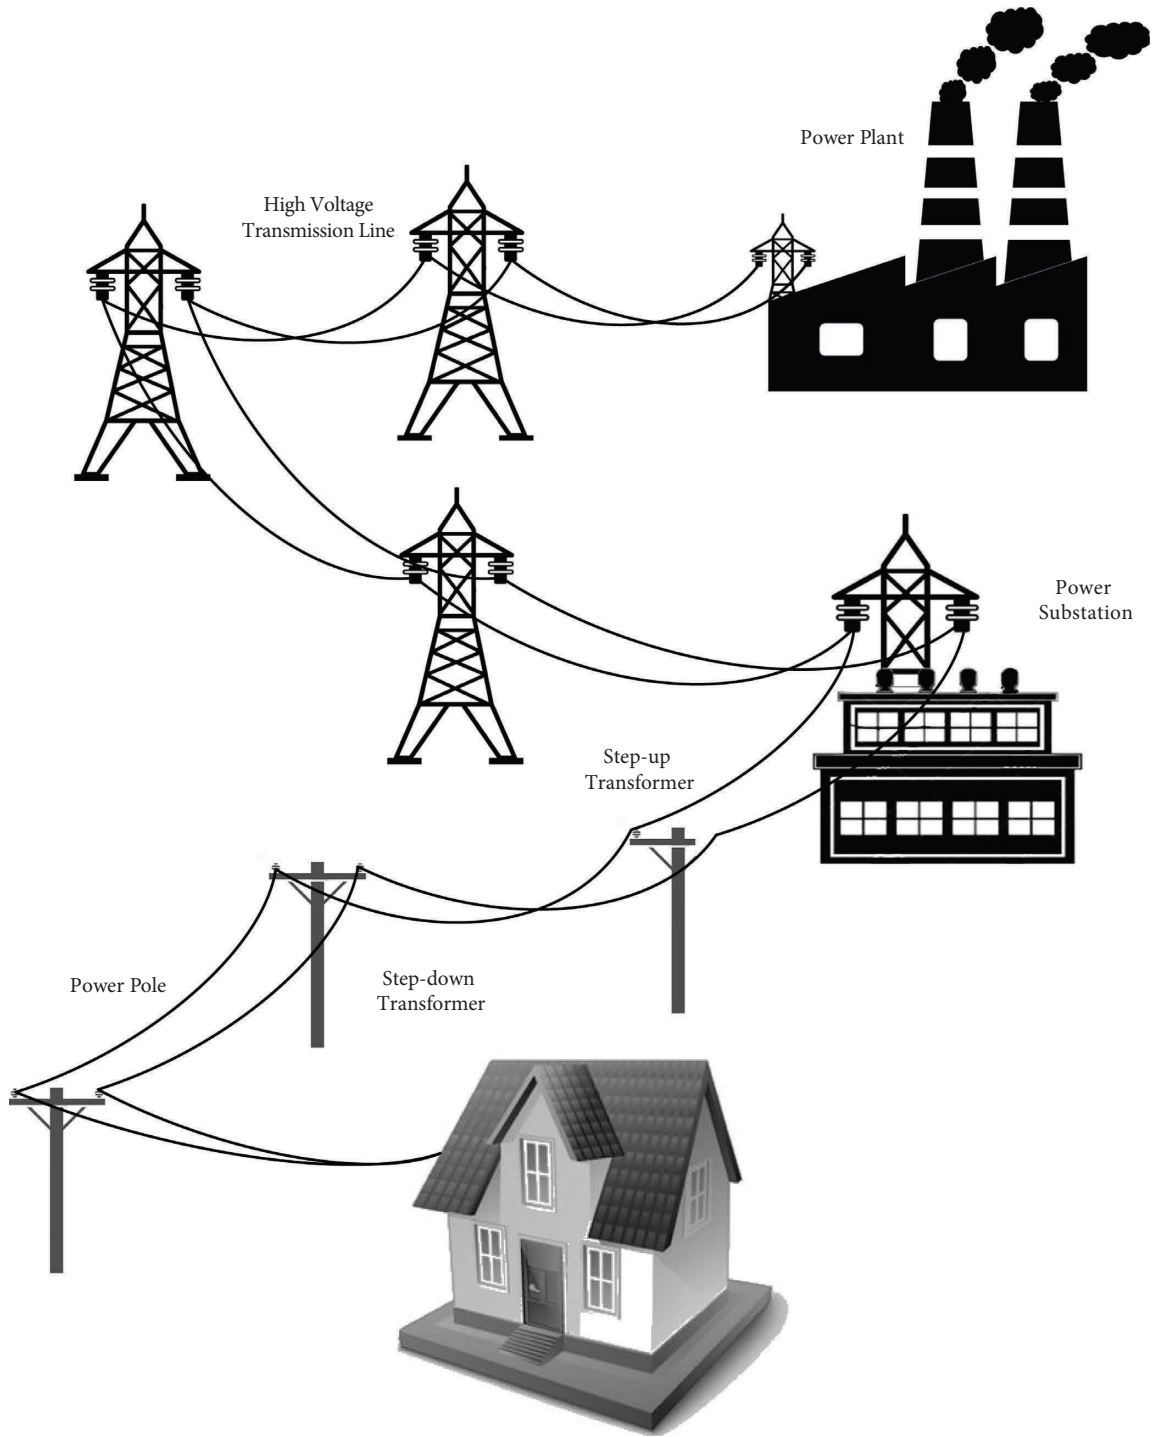 Power Plant
High Voltage
Transmission Line
Power
Substation
Step-up
Transformer
Power Pole
Step-down
Transformer